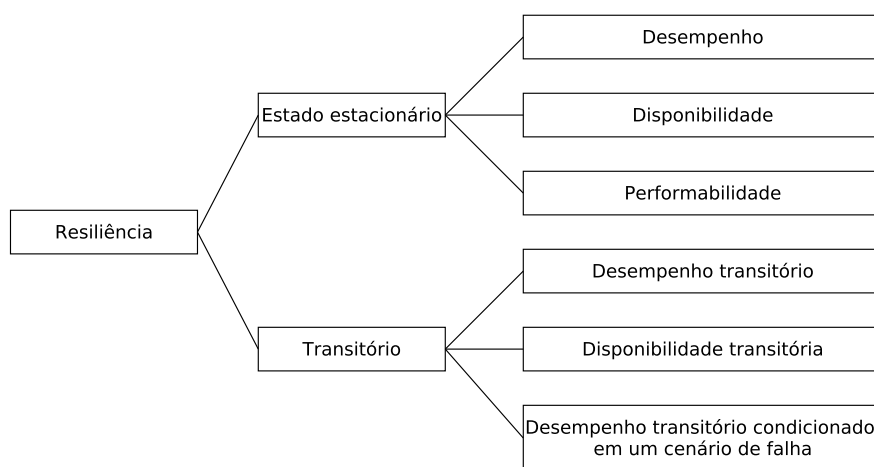 Desempenho
Estado estacionário
Disponibilidade
Performabilidade
Resiliência
Desempenho transitório
Transitório
Disponibilidade transitória
Desempenho transitório condicionado
em um cenário de falha